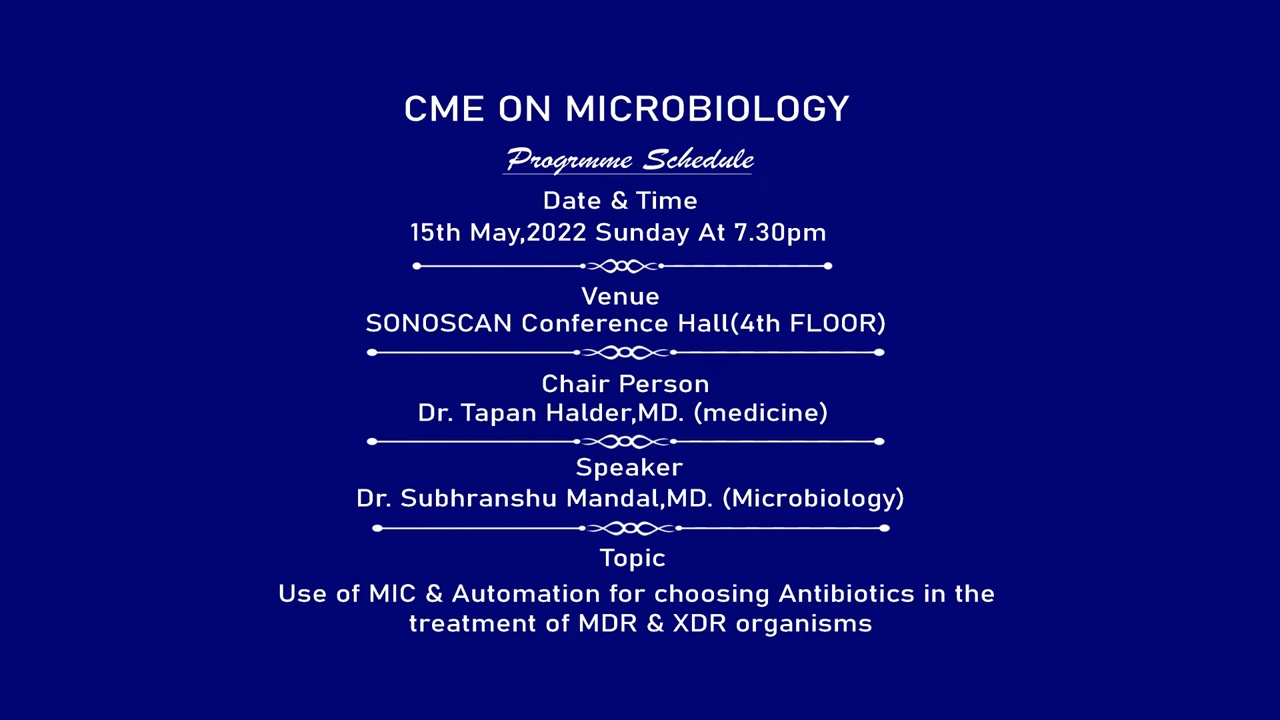 CME ON MICROBIOLOGY
Progrmme Schedule
Date & Time
15th May,2022 Sunday At 7.30pm
Venue
SONOSCAN Conference Hall(4th FLOOR)
Chair Person
Dr. Tapan Halder,MD. (medicine)
Speaker
Dr. Subhranshu Mandal,MD. (Microbiology)
Topic
Use of MIC & Automation for choosing Antibiotics in the
treatment of MDR & XDR organisms